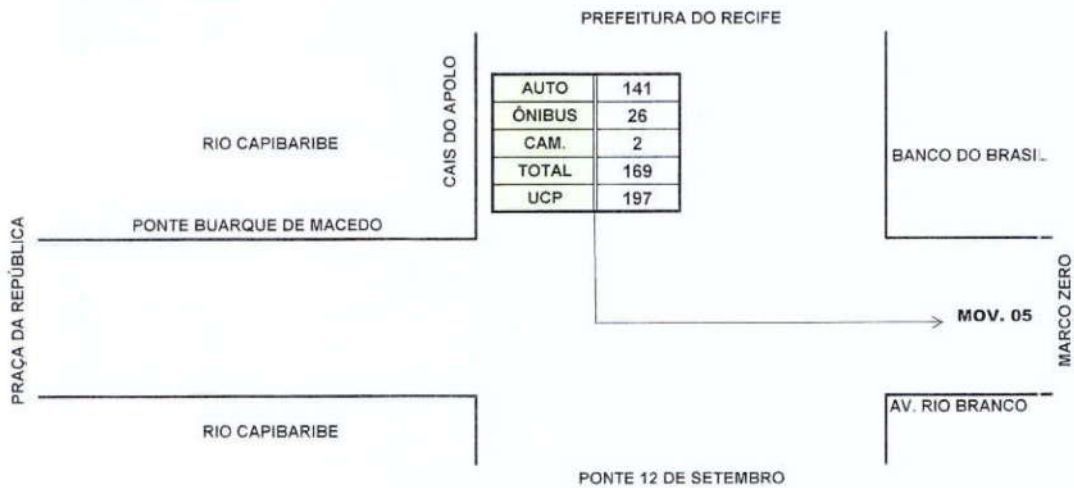 PREFEITURA DO RECIFE
CAIS DO APOLO
AUTO 141
ÔNIBUS 26
CAM. 2
TOTAL 169
UCP 197
RIO CAPIBARIBE
BANCO DO BRASIL
PONTE BUARQUE DE MACEDO
PRAÇA DA REPÚBLICA
MOV. 05
MARCO ZERO
AV. RIO BRANCO
RIO CAPIBARIBE
PONTE 12 DE SETEMBRO